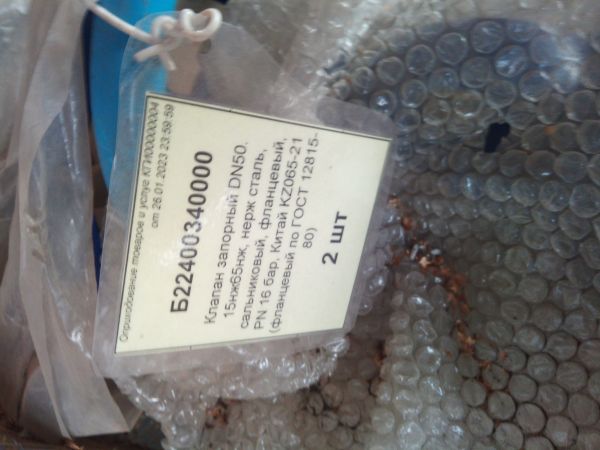 Оприходование товаров и услуг КГИ00000004
от 26.01.2023 23:59:59
Б22400340000
Клапан запорный DN50,
15нж65нж, нерж сталь,
сальниковый, фланцевый,
PN 16 бар. Китай KZ065-21
(фланцевый по ГОСТ 12815-
80)
2 шт